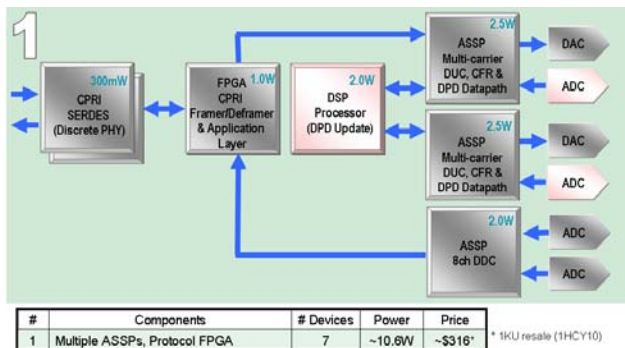 1
300mW
CPRI
SERDES
(Discrete PHY)
1.0W
FPGA
CPRI
Framer/Deframer
& Application
Layer
2.0W
DSP
Processor
(DPD Update)
2.5W
ASSP
Multi-carrier
DUC, CFR &
DPD Datapath
DAC
ADC
2.5W
ASSP
Multi-carrier
DUC, CFR &
DPD Datapath
DAC
ADC
2.0W
ASSP
8ch DDC
ADC
ADC
# Components # Devices Power Price
1 Multiple ASSPs, Protocol FPGA 7 ~10.6W ~$316*
* 1KU resale (1HCY10)